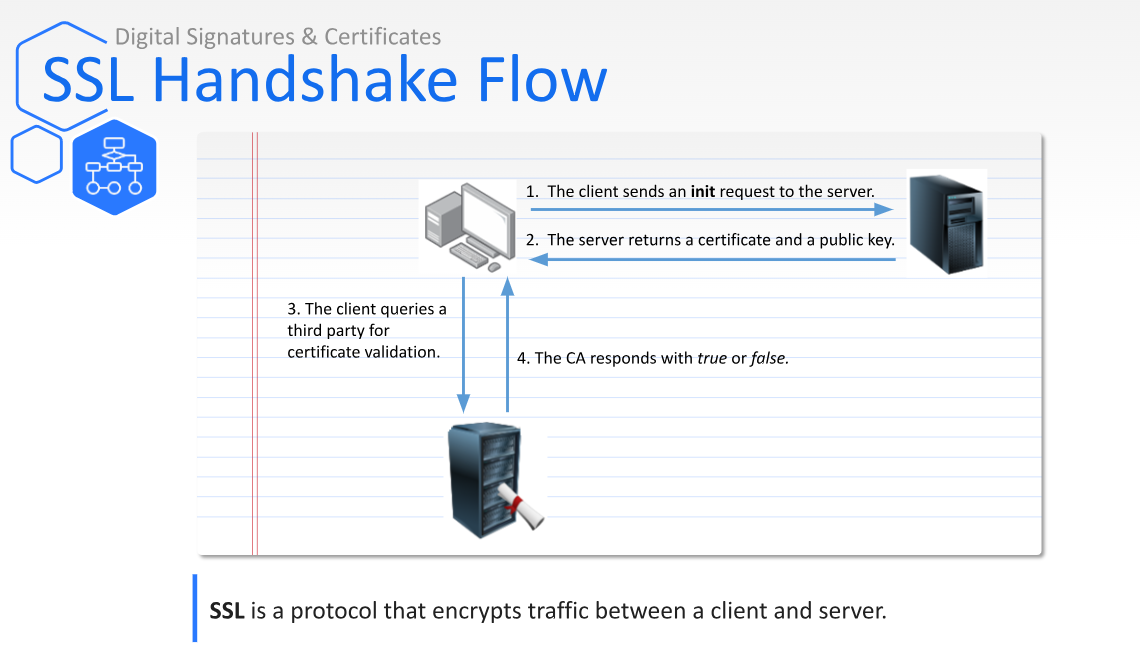 Digital Signatures & Certificates
SSL Handshake Flow
1. The client sends an init request to the server.
2. The server returns a certificate and a public key.
3. The client queries a
third party for
certificate validation.
4. The CA responds with true or false.
SSL is a protocol that encrypts traffic between a client and server.